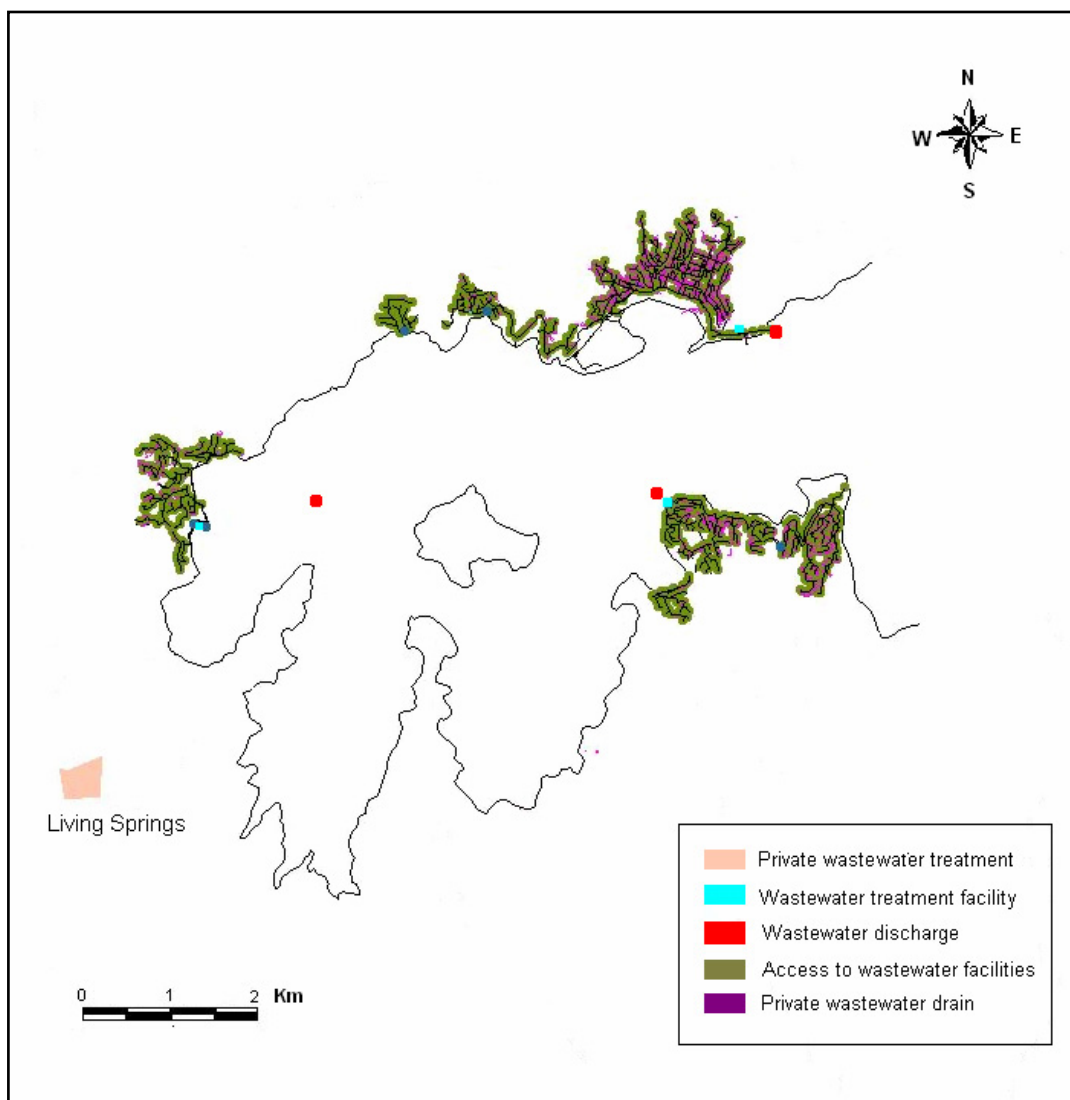 N
W E
S
Living Springs
Private wastewater treatment
Wastewater treatment facility
Wastewater discharge
Access to wastewater facilities
Private wastewater drain
0 1 2 Km